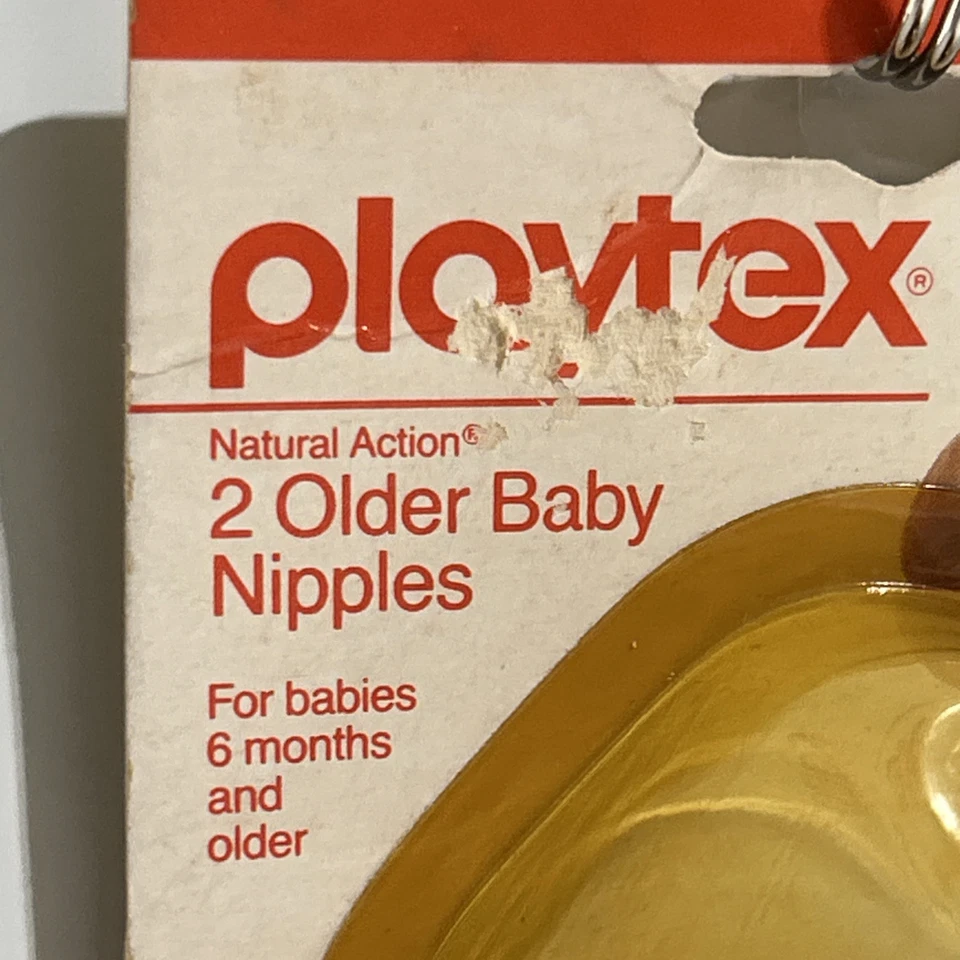 playtex®
Natural Action®
2 Older Baby
Nipples
For babies
6 months
and
older